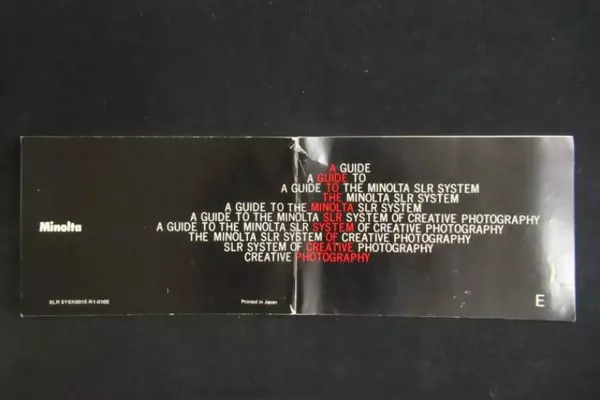 A GUIDE
A GUIDE TO
A GUIDE TO THE MINOLTA SLR SYSTEM
THE MINOLTA SLR SYSTEM
A GUIDE TO THE MINOLTA SLR SYSTEM
A GUIDE TO THE MINOLTA SLR SYSTEM OF CREATIVE PHOTOGRAPHY
A GUIDE TO THE MINOLTA SLR SYSTEM OF CREATIVE PHOTOGRAPHY
THE MINOLTA SLR SYSTEM OF CREATIVE PHOTOGRAPHY
SLR SYSTEM OF CREATIVE PHOTOGRAPHY
CREATIVE PHOTOGRAPHY
Minolta
Printed in Japan
E